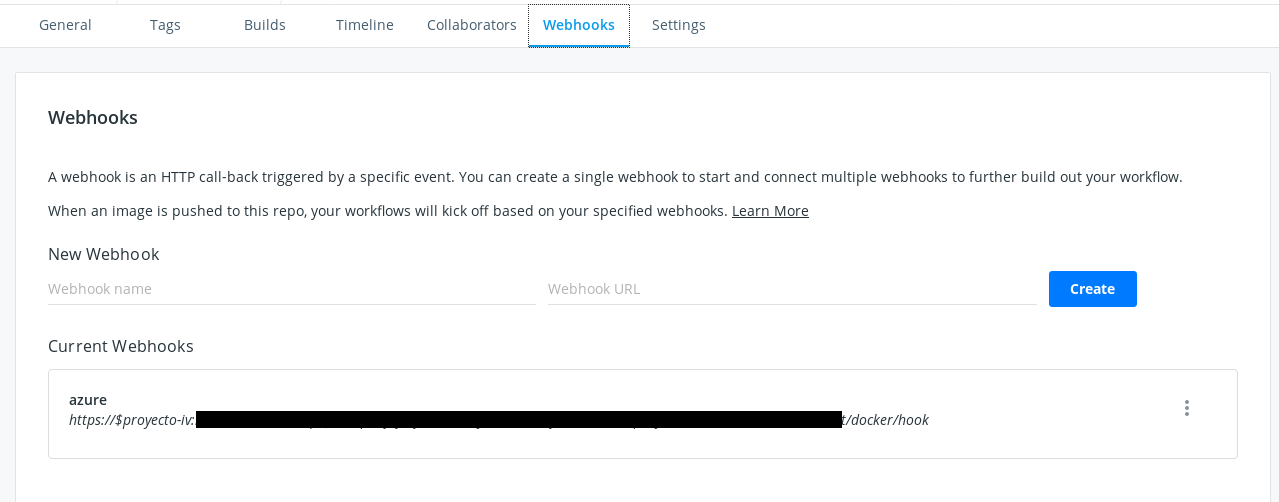 General Tags Builds Timeline Collaborators Webhooks Settings
Webhooks
A webhook is an HTTP call-back triggered by a specific event. You can create a single webhook to start and connect multiple webhooks to further build out your workflow.
When an image is pushed to this repo, your workflows will kick off based on your specified webhooks. Learn More
New Webhook
Webhook name Webhook URL Create
Current Webhooks
azure
https://$proyecto-iv: t/docker/hook